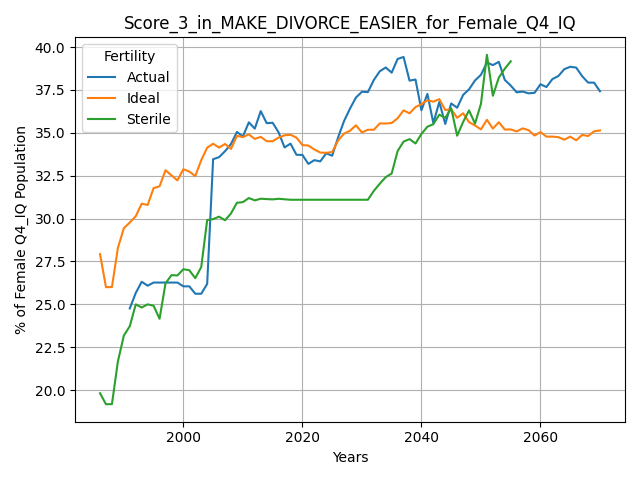 Score_3_in_MAKE_DIVORCE_EASIER_for_Female_Q4_IQ
Fertility
Actual
Ideal
Sterile
% of Female Q4_IQ Population
40.0
37.5
35.0
32.5
30.0
27.5
25.0
22.5
20.0
2000
2020
2040
2060
Years